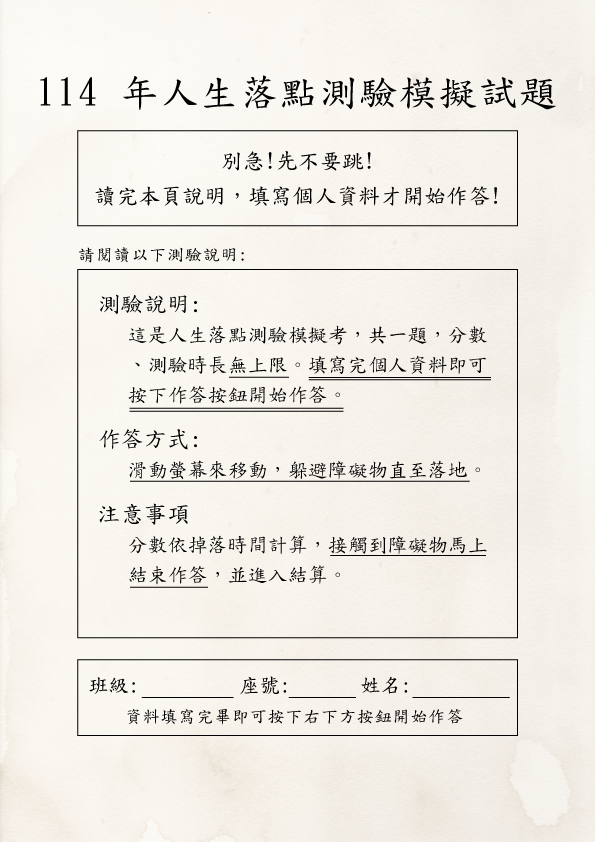 114 年人生落點測驗模擬試題
別急!先不要跳!
讀完本頁說明，填寫個人資料才開始作答!
請閱讀以下測驗說明:
測驗說明:
這是人生落點測驗模擬考，共一題，分數
、測驗時長無上限。填寫完個人資料即可
按下作答按鈕開始作答。
作答方式:
滑動螢幕來移動，躲避障礙物直至落地。
注意事項
分數依掉落時間計算，接觸到障礙物馬上
結束作答，並進入結算。
班級: 座號: 姓名:
資料填寫完畢即可按下右下方按鈕開始作答